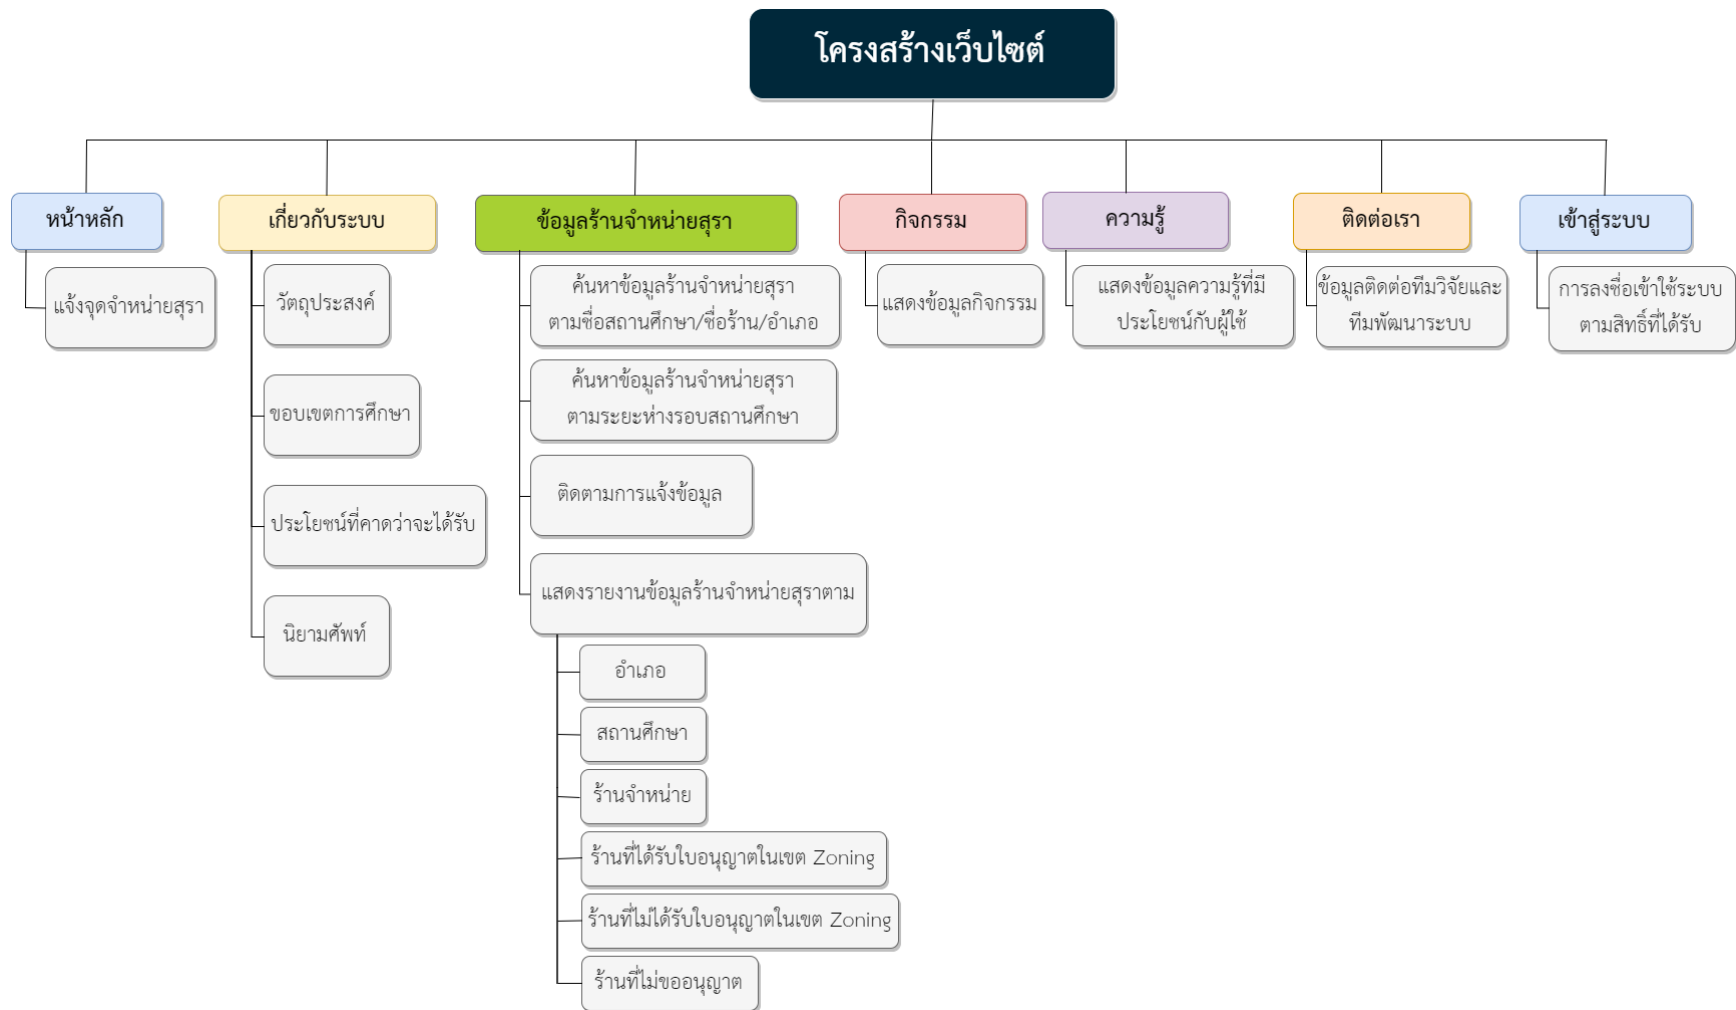 โครงสร้างเว็บไซต์
หน้าหลัก
แจ้งจุดจำหน่ายสุรา
เกี่ยวกับระบบ
วัตถุประสงค์
ขอบเขตการศึกษา
ประโยชน์ที่คาดว่าจะได้รับ
นิยามศัพท์
ข้อมูลร้านจำหน่ายสุรา
ค้นหาข้อมูลร้านจำหน่ายสุรา
ตามชื่อสถานศึกษา/ชื่อร้าน/อำเภอ
ค้นหาข้อมูลร้านจำหน่ายสุรา
ตามระยะห่างรอบสถานศึกษา
ติดตามการแจ้งข้อมูล
แสดงรายงานข้อมูลร้านจำหน่ายสุราตาม
อำเภอ
สถานศึกษา
ร้านจำหน่าย
ร้านที่ได้รับใบอนุญาตในเขต Zoning
ร้านที่ไม่ได้รับใบอนุญาตในเขต Zoning
ร้านที่ไม่ขออนุญาต
กิจกรรม
แสดงข้อมูลกิจกรรม
ความรู้
แสดงข้อมูลความรู้ที่มี
ประโยชน์กับผู้ใช้
ติดต่อเรา
ข้อมูลติดต่อทีมวิจัยและ
ทีมพัฒนาระบบ
เข้าสู่ระบบ
การลงชื่อเข้าใช้ระบบ
ตามสิทธิ์ที่ได้รับ